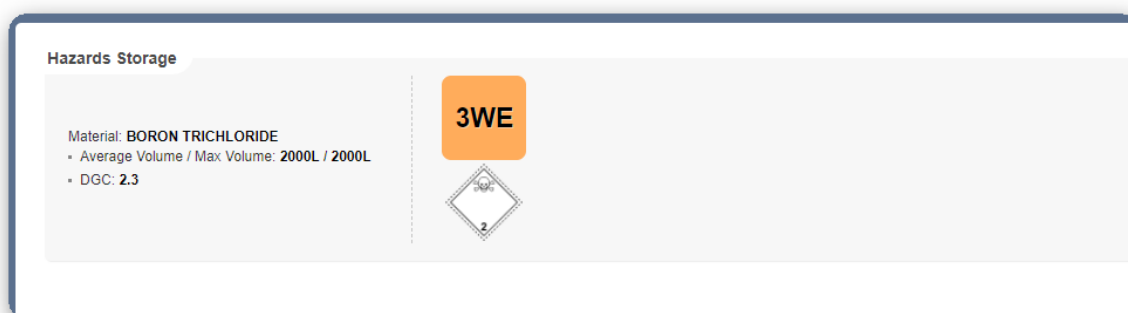 Hazards Storage
Material: BORON TRICHLORIDE
Average Volume / Max Volume: 2000L / 2000L
DGC: 2.3
3WE
2